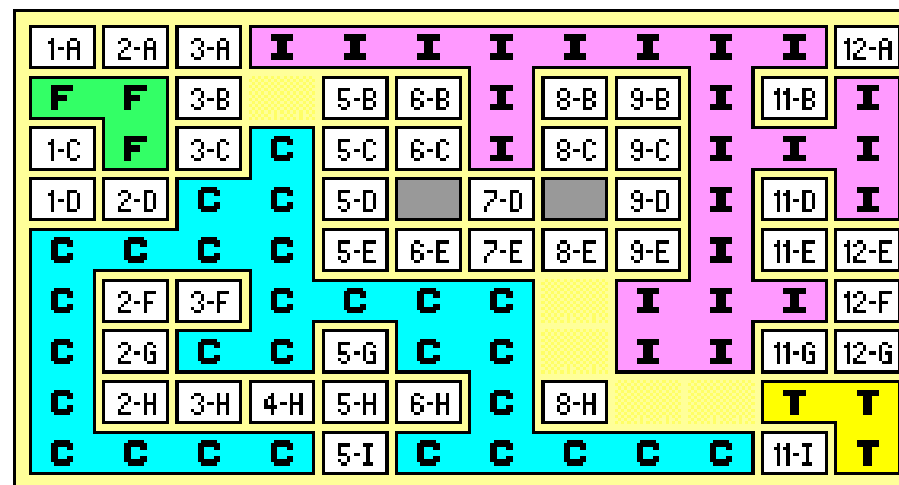 1-A 2-A 3-A I I I I I I I I 12-A
F F 3-B 5-B 6-B I 8-B 9-B I 11-B I
1-C F 3-C C 5-C 6-C I 8-C 9-C I I I
1-D 2-D C C 5-D 7-D 9-D I 11-D I
C C C C 5-E 6-E 7-E 8-E 9-E I 11-E 12-E
C 2-F 3-F C C C C I I I 12-F
C 2-G C C 5-G C C I I 11-G 12-G
C 2-H 3-H 4-H 5-H 6-H C 8-H T T
C C C C 5-I C C C C C 11-I T